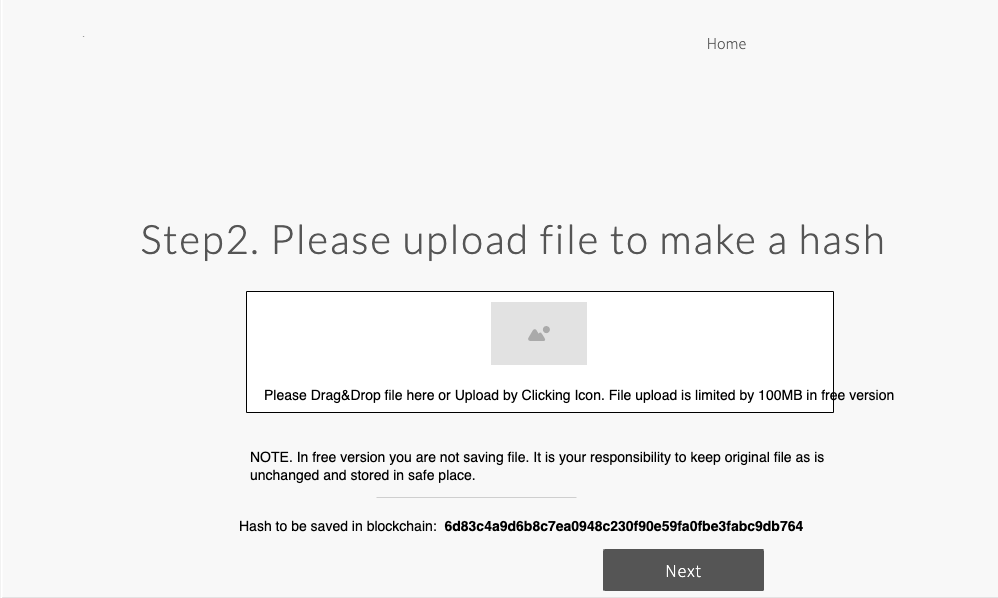 Home
Step2. Please upload file to make a hash
Please Drag&Drop file here or Upload by Clicking Icon. File upload is limited by 100MB in free version
NOTE. In free version you are not saving file. It is your responsibility to keep original file as is
unchanged and stored in safe place.
Hash to be saved in blockchain: 6d83c4a9d6b8c7ea0948c230f90e59fa0fbe3fabc9db764
Next